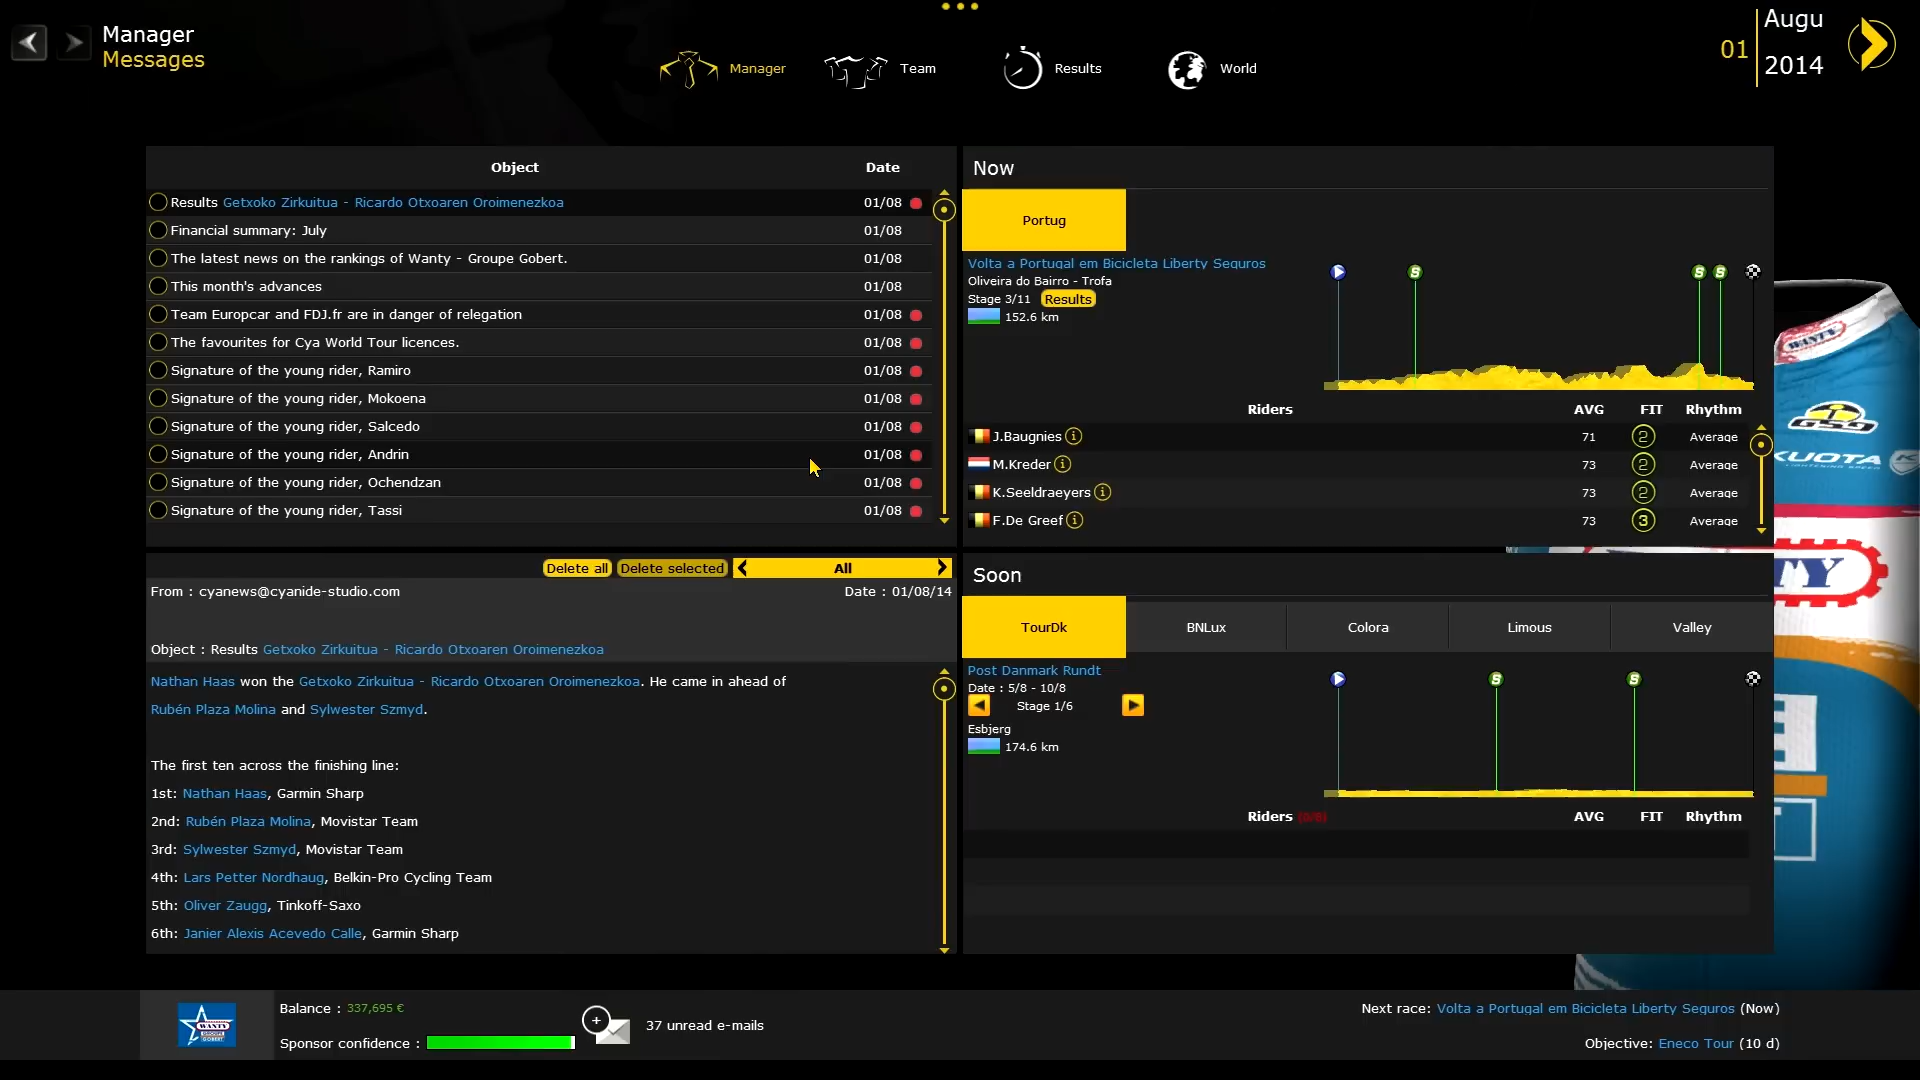 Manager
Messages
Manager
Team
Results
World
01
Augu
2014
Object
Date
Results Getxoko Zirkuitua - Ricardo Otxoaren Oroimenezkoa 01/08
Financial summary: July 01/08
The latest news on the rankings of Wanty - Groupe Gobert. 01/08
This month's advances 01/08
Team Europcar and FDJ.fr are in danger of relegation 01/08
The favourites for Cya World Tour licences. 01/08
Signature of the young rider, Ramiro 01/08
Signature of the young rider, Mokoena 01/08
Signature of the young rider, Salcedo 01/08
Signature of the young rider, Andrin 01/08
Signature of the young rider, Ochendzan 01/08
Signature of the young rider, Tassi 01/08
Delete all
Delete selected
All
From : cyanews@cyanide-studio.com
Date : 01/08/14
Object : Results Getxoko Zirkuitua - Ricardo Otxoaren Oroimenezkoa
Nathan Haas won the Getxoko Zirkuitua - Ricardo Otxoaren Oroimenezkoa. He came in ahead of
Rubén Plaza Molina and Sylwester Szmyd.
The first ten across the finishing line:
1st: Nathan Haas, Garmin Sharp
2nd: Rubén Plaza Molina, Movistar Team
3rd: Sylwester Szmyd, Movistar Team
4th: Lars Petter Nordhaug, Belkin-Pro Cycling Team
5th: Oliver Zaugg, Tinkoff-Saxo
6th: Janier Alexis Acevedo Calle, Garmin Sharp
Now
Portug
Volta a Portugal em Bicicleta Liberty Seguros
Oliveira do Bairro - Trofa
Stage 3/11 Results
152.6 km
S
S
S
Riders AVG FIT Rhythm
J.Baugnies i 71 2 Average
M.Kreder i 73 2 Average
K.Seeldraeyers i 73 2 Average
F.De Greef i 73 3 Average
Soon
TourDk
BNLux
Colora
Limous
Valley
Post Danmark Rundt
Date : 5/8 - 10/8
Stage 1/6
Esbjerg
174.6 km
S
S
Riders (0/8) AVG FIT Rhythm
WANTY
GSG
KUOTA
K
TY
WANTY
GROUPE
GOBERT
Balance : 337,695 €
Sponsor confidence :
37 unread e-mails
Next race: Volta a Portugal em Bicicleta Liberty Seguros (Now)
Objective: Eneco Tour (10 d)